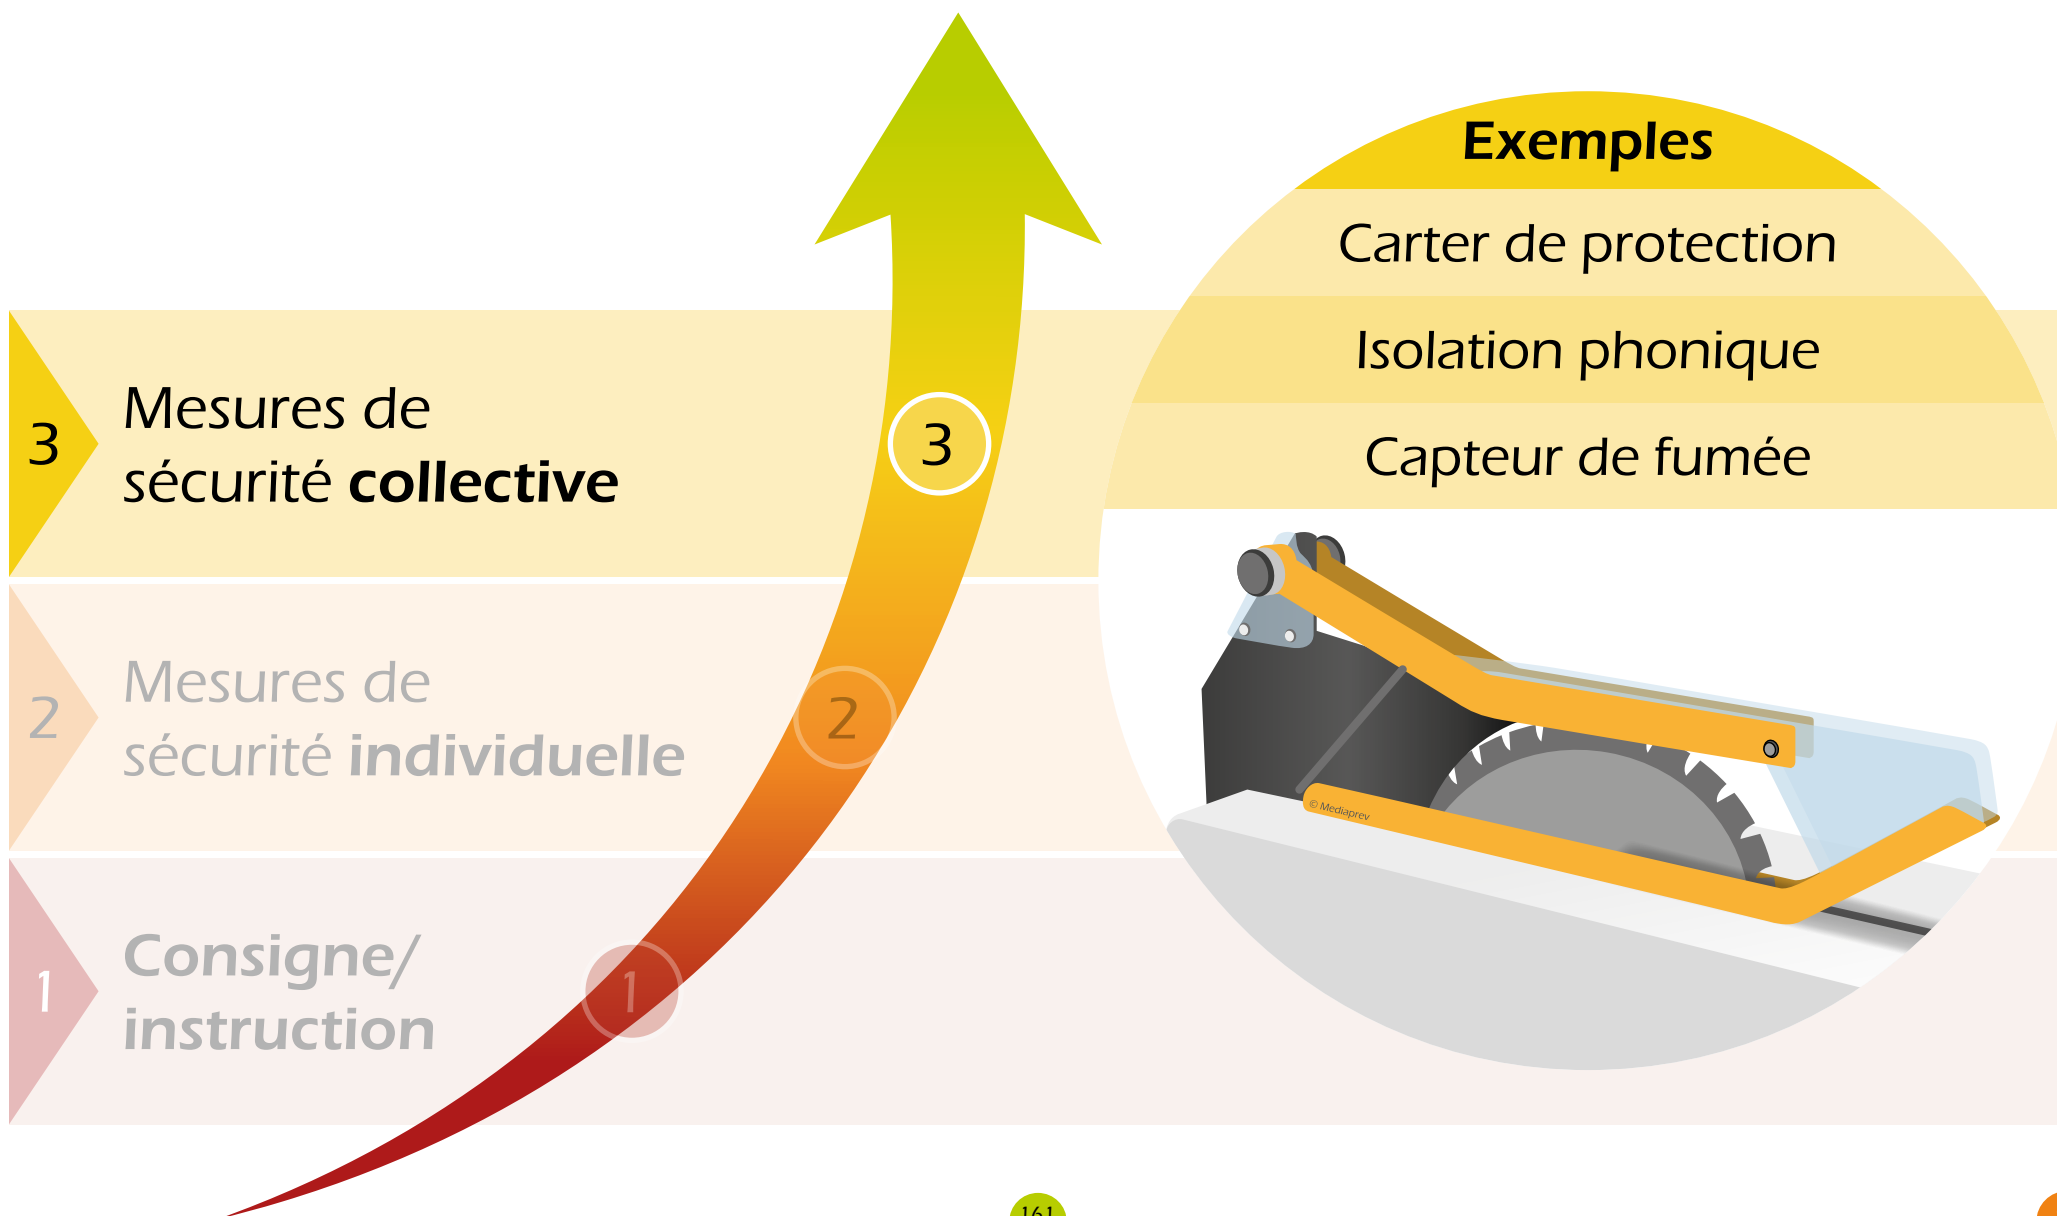 Exemples
Carter de protection
Isolation phonique
Capteur de fumée
3
Mesures de
sécurité collective
3
2
Mesures de
sécurité individuelle
2
1
Consigne/
instruction
1
© Mediaprev
161